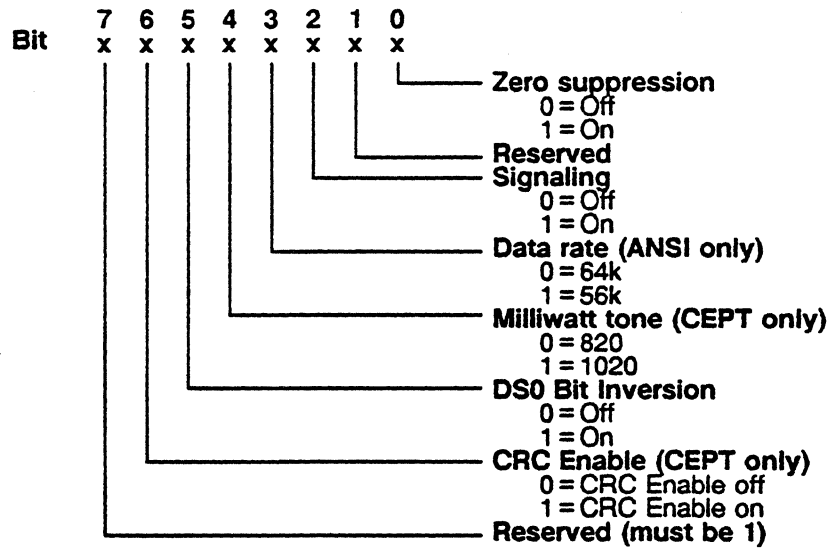 7 6 5 4 3 2 1 0
Bit x x x x x x x x
Zero suppression
0 = Off
1 = On
Reserved
Signaling
0 = Off
1 = On
Data rate (ANSI only)
0 = 64k
1 = 56k
Milliwatt tone (CEPT only)
0 = 820
1 = 1020
DS0 Bit Inversion
0 = Off
1 = On
CRC Enable (CEPT only)
0 = CRC Enable off
1 = CRC Enable on
Reserved (must be 1)